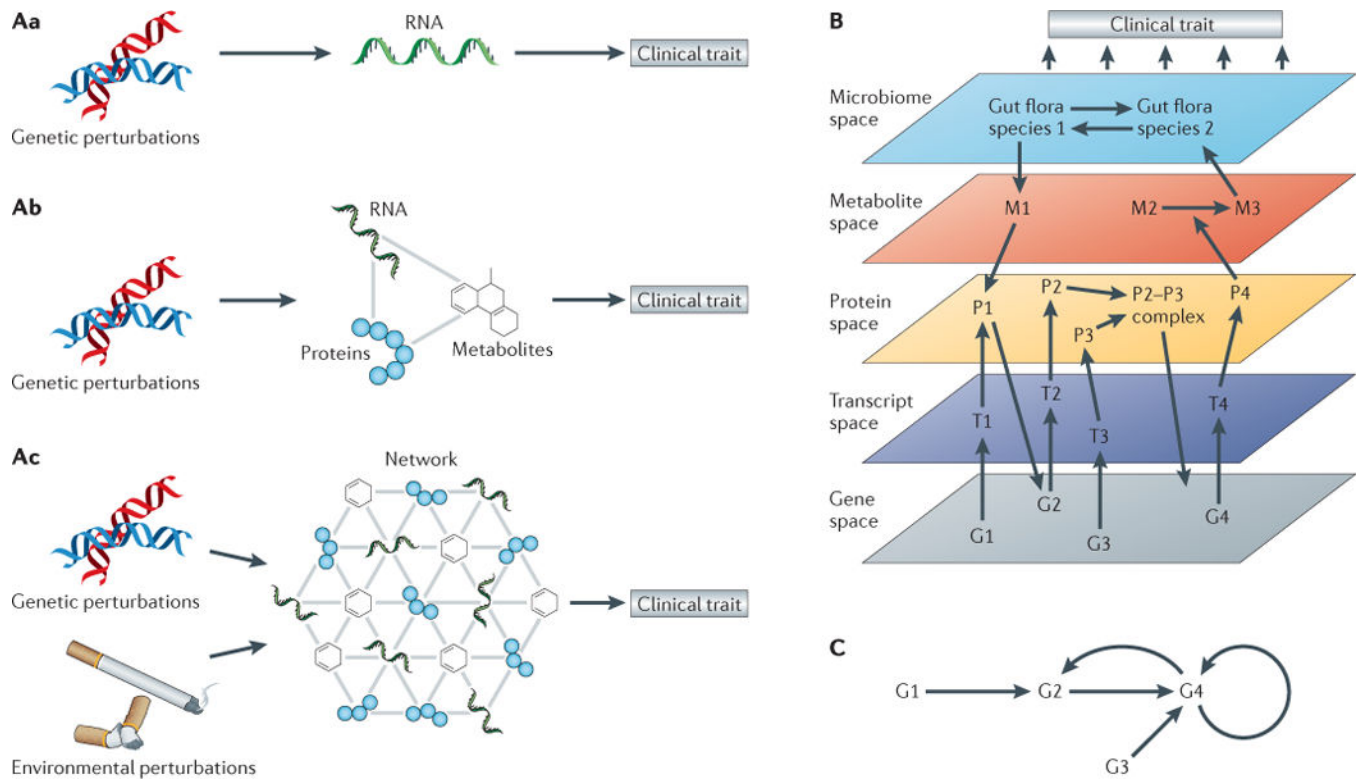 Aa
RNA
Clinical trait
Genetic perturbations
Ab
RNA
Clinical trait
Proteins
Metabolites
Genetic perturbations
Ac
Network
Genetic perturbations
Clinical trait
Environmental perturbations
B
Clinical trait
Microbiome
space
Gut flora
species 1
Gut flora
species 2
Metabolite
space
M1
M2
M3
Protein
space
P1
P2
P3
P2–P3
complex
P4
Transcript
space
T1
T2
T3
T4
Gene
space
G1
G2
G3
G4
C
G1
G2
G4
G3